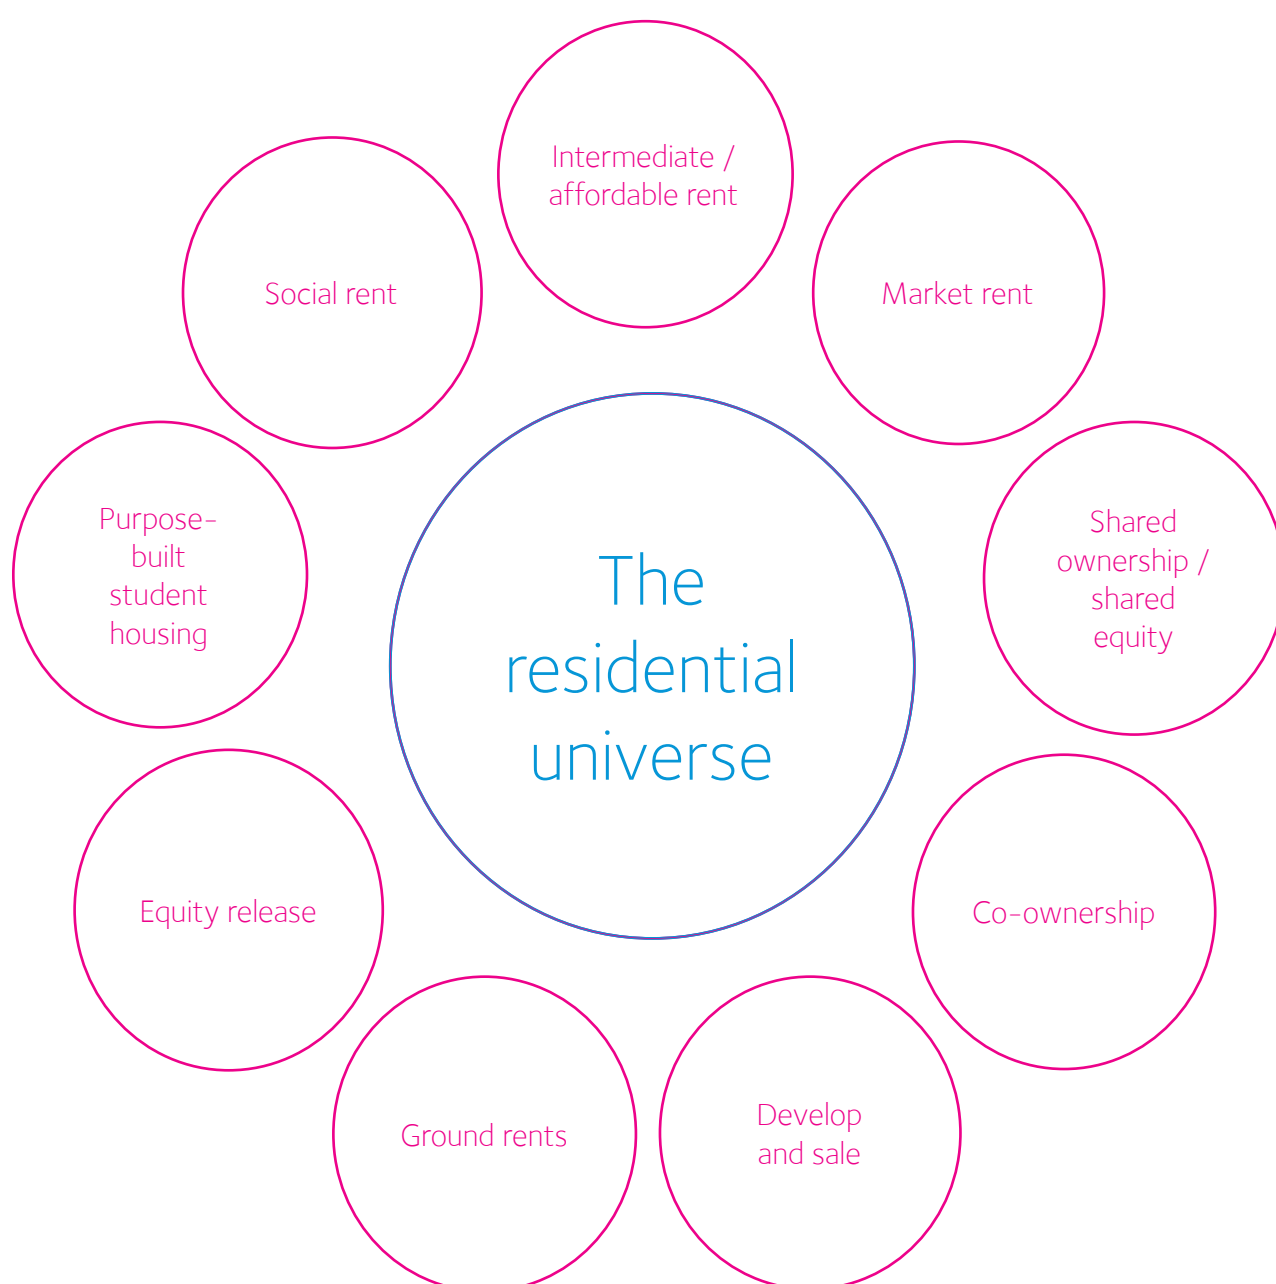 Intermediate /
affordable rent
Social rent
Market rent
Purpose-
built
student
housing
Shared
ownership /
shared
equity
The
residential
universe
Equity release
Co-ownership
Ground rents
Develop
and sale